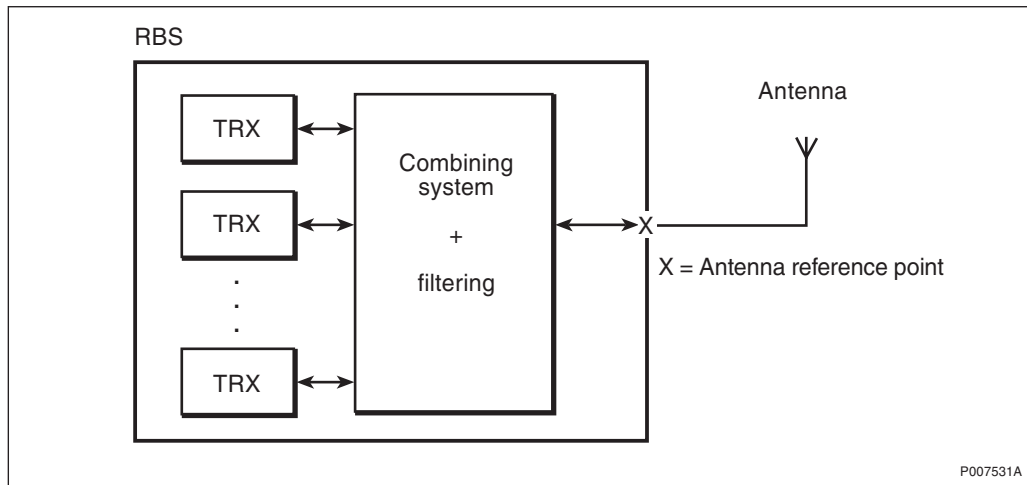 RBS
TRX
TRX
.
.
.
TRX
Combining
system
+
filtering
X
Antenna
X = Antenna reference point
P007531A